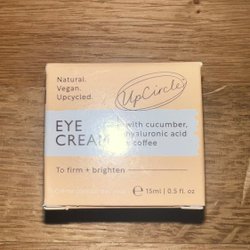 Natural.
Vegan.
Upcycled.
UpCircle
EYE
CREAM
with cucumber,
hyaluronic acid
coffee
To firm + brighten
℮ 15ml | 0.5 fl. oz